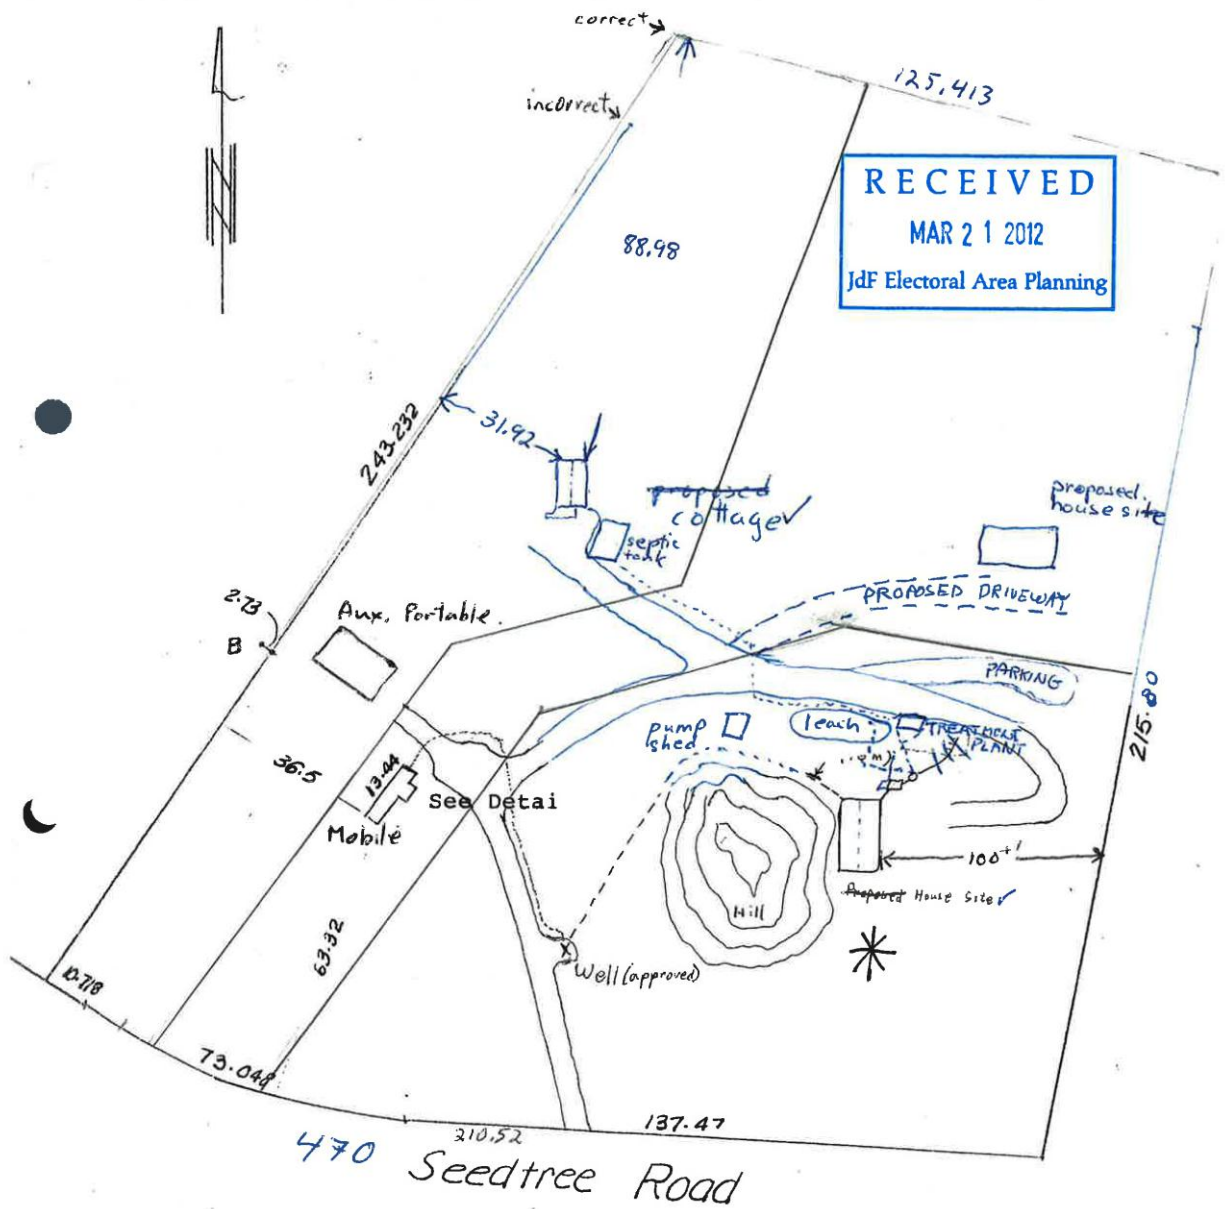 correct
125.413
incorrect
RECEIVED
MAR 2 1 2012
JdF Electoral Area Planning
88.98
31.92
243.232
proposed
cottage
septic
tank
proposed
house site
PROPOSED DRIVEWAY
2.73
B
Aux. Portable.
PARKING
215.80
pump
shed.
leach
TREATMENT
PLANT
36.5
13.44
See Detai
Mobile
100+'
Proposed House Site
Hill
63.32
Well (approved)
10.718
73.048
137.47
210.52
470 Seedtree Road